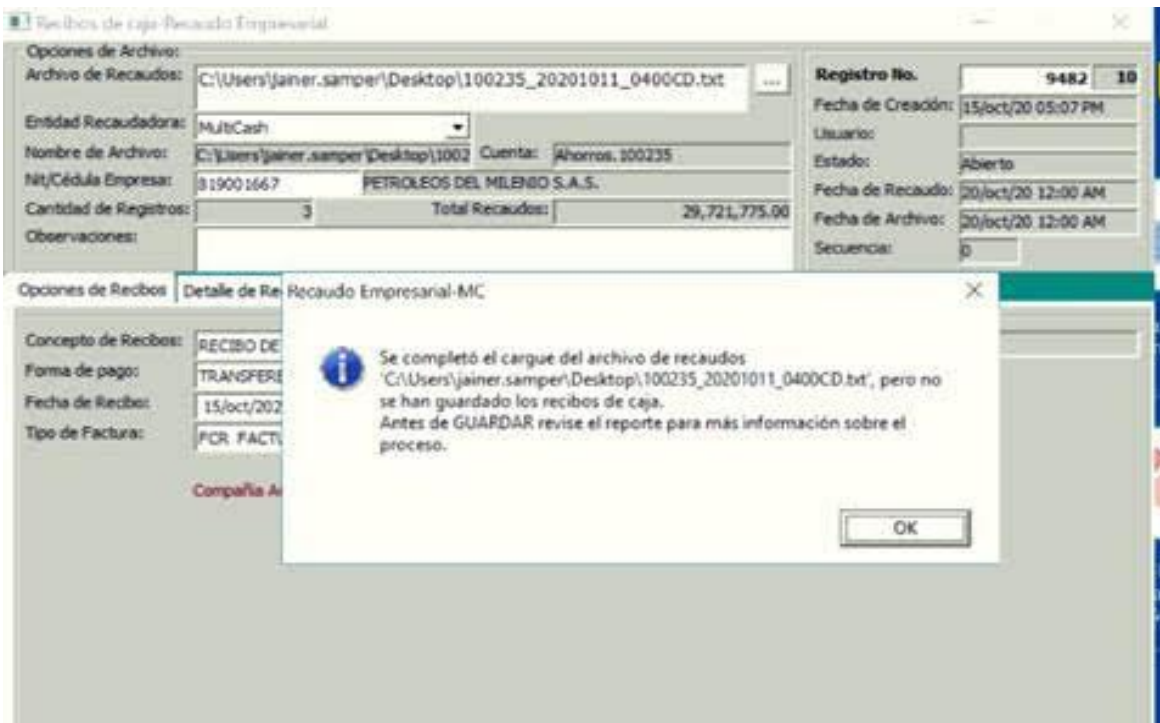 Recibos de caja-Recaudo Empresarial
Opciones de Archivo:
Archivo de Recaudos: C:\Users\jainer.samper\Desktop\100235_20201011_0400CD.txt ...
Entidad Recaudadora: MultiCash
Nombre de Archivo: C:\Users\jainer.samper\Desktop\1002 Cuenta: Ahorros. 100235
Nit/Cédula Empresa: 819001667 PETROLEOS DEL MILENIO S.A.S.
Cantidad de Registros: 3 Total Recaudos: 29,721,775.00
Observaciones:
Registro No. 9482 10
Fecha de Creación: 15/oct/20 05:07 PM
Usuario:
Estado: Abierto
Fecha de Recaudo: 20/oct/20 12:00 AM
Fecha de Archivo: 20/oct/20 12:00 AM
Secuencia: 0
Opciones de Recibos Detalle de Re
Concepto de Recibos: RECIBO DE
Forma de pago: TRANSFERE
Fecha de Recibo: 15/oct/202
Tipo de Factura: FCR FACTU
Compañia A
Recaudo Empresarial-MC
Se completó el cargue del archivo de recaudos
'C:\Users\jainer.samper\Desktop\100235_20201011_0400CD.txt', pero no
se han guardado los recibos de caja.
Antes de GUARDAR revise el reporte para más información sobre el
proceso.
OK